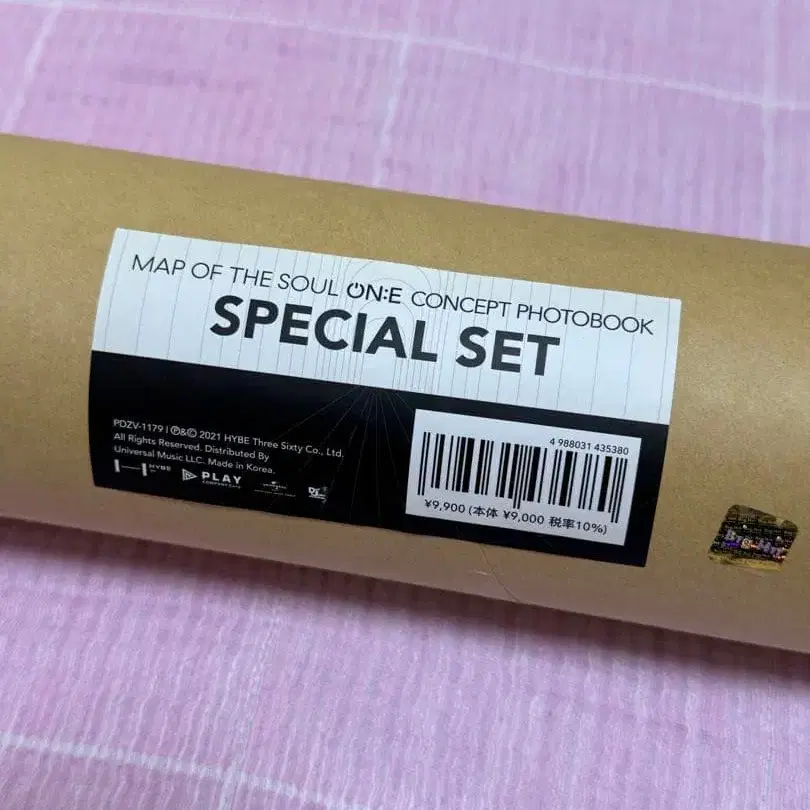 MAP OF THE SOUL ON:E CONCEPT PHOTOBOOK
SPECIAL SET
PDZV-1179 | ℗&© 2021 HYBE Three Sixty Co., Ltd.
All Rights Reserved. Distributed By
Universal Music LLC. Made in Korea.
HYBE
PLAY
COMPANY
4 988031 435380
¥9,900 (本体 ¥9,000 税率10%)